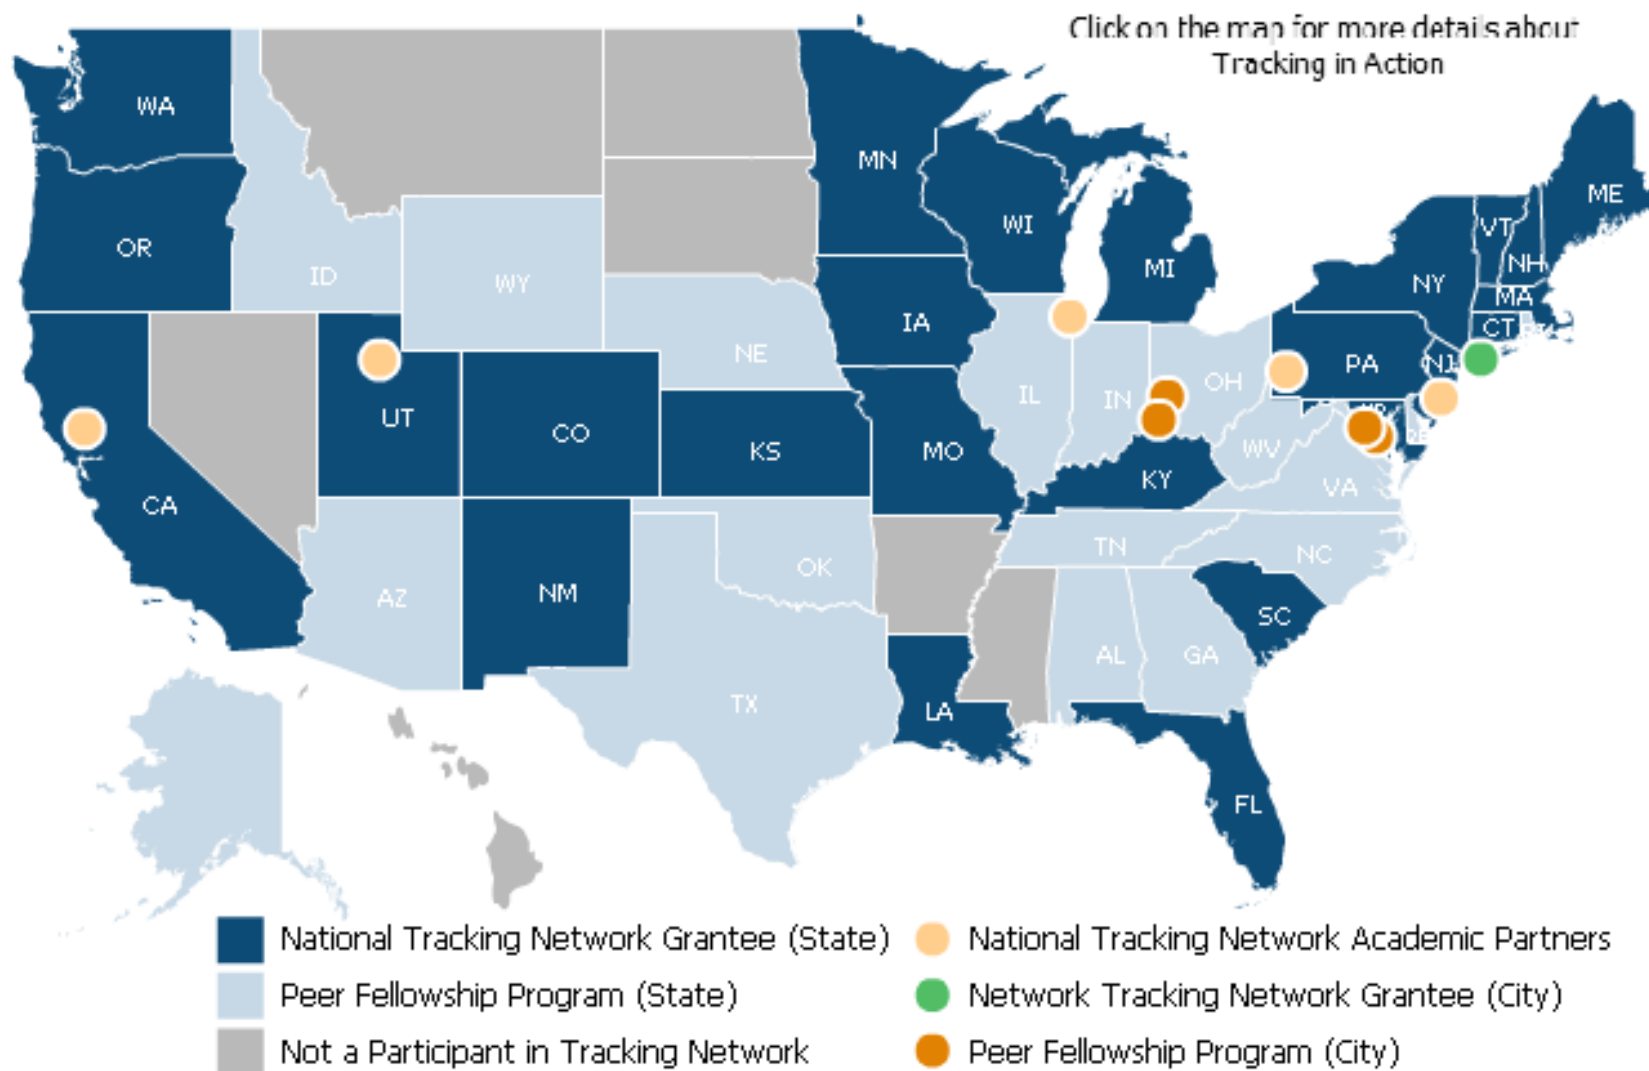 Click on the map for more details about
Tracking in Action
WA
MN
ME
OR
WI
VT
ID
WY
MI
NH
NY
MA
IA
CT
NE
PA
NJ
UT
CO
IL
IN
OH
KS
MO
WV
CA
KY
VA
TN
NC
OK
AZ
NM
SC
AL
GA
TX
LA
FL
National Tracking Network Grantee (State)
National Tracking Network Academic Partners
Peer Fellowship Program (State)
Network Tracking Network Grantee (City)
Not a Participant in Tracking Network
Peer Fellowship Program (City)